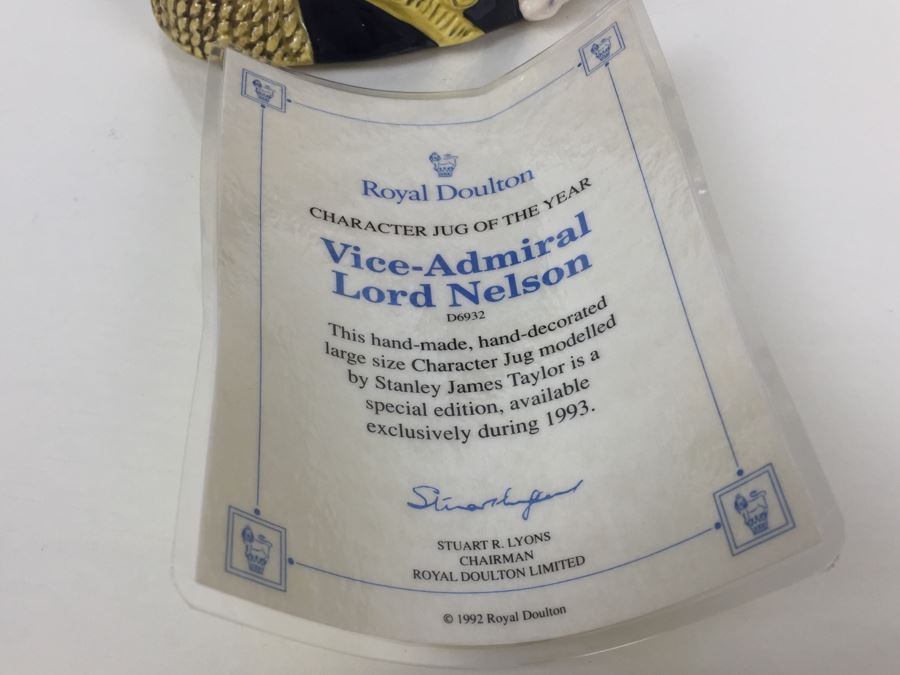 Royal Doulton
CHARACTER JUG OF THE YEAR
Vice-Admiral
Lord Nelson
D6932
This hand-made, hand-decorated
large size Character Jug modelled
by Stanley James Taylor is a
special edition, available
exclusively during 1993.
STUART R. LYONS
CHAIRMAN
ROYAL DOULTON LIMITED
© 1992 Royal Doulton